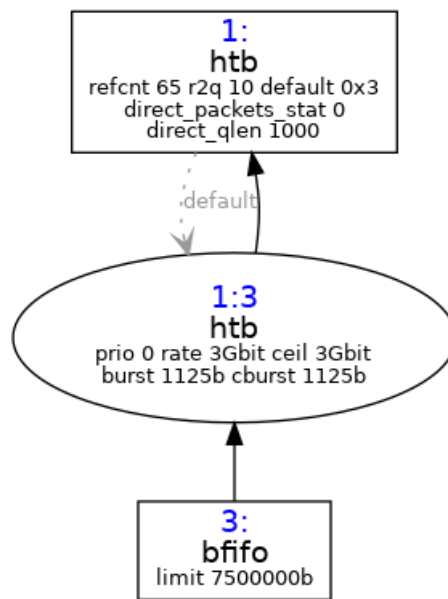 1:
htb
refcnt 65 r2q 10 default 0x3
direct_packets_stat 0
direct_qlen 1000
default
1:3
htb
prio 0 rate 3Gbit ceil 3Gbit
burst 1125b cburst 1125b
3:
bfifo
limit 7500000b